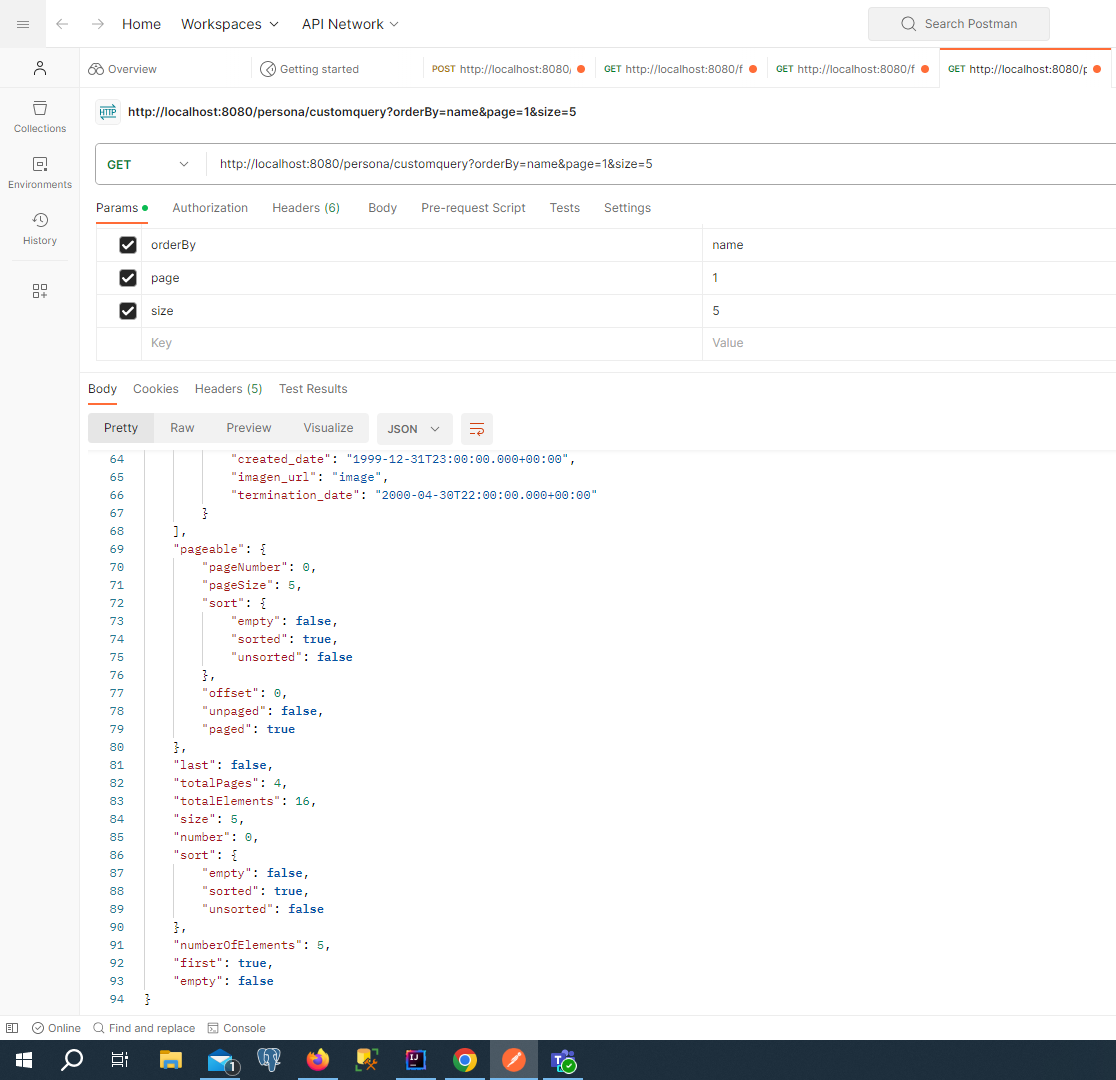 Home Workspaces API Network Search Postman
Overview Getting started POST http://localhost:8080/ GET http://localhost:8080/f GET http://localhost:8080/f GET http://localhost:8080/p
HTTP http://localhost:8080/persona/customquery?orderBy=name&page=1&size=5
Collections
Environments
History
GET http://localhost:8080/persona/customquery?orderBy=name&page=1&size=5
Params Authorization Headers (6) Body Pre-request Script Tests Settings
orderBy name
page 1
size 5
Key Value
Body Cookies Headers (5) Test Results
Pretty Raw Preview Visualize JSON
64 "created_date": "1999-12-31T23:00:00.000+00:00",
65 "imagen_url": "image",
66 "termination_date": "2000-04-30T22:00:00.000+00:00"
67 }
68 ],
69 "pageable": {
70 "pageNumber": 0,
71 "pageSize": 5,
72 "sort": {
73 "empty": false,
74 "sorted": true,
75 "unsorted": false
76 },
77 "offset": 0,
78 "unpaged": false,
79 "paged": true
80 },
81 "last": false,
82 "totalPages": 4,
83 "totalElements": 16,
84 "size": 5,
85 "number": 0,
86 "sort": {
87 "empty": false,
88 "sorted": true,
89 "unsorted": false
90 },
91 "numberOfElements": 5,
92 "first": true,
93 "empty": false
94 }
Online Find and replace Console
1